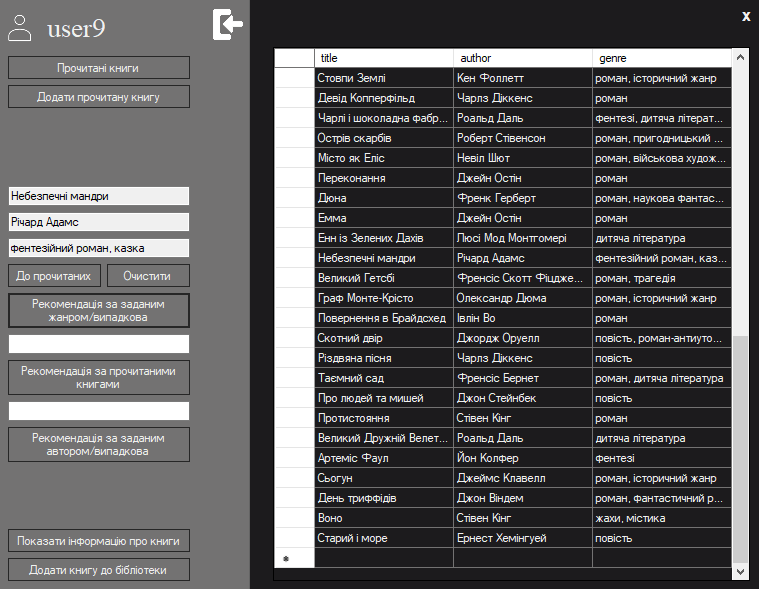 user9
Прочитані книги
Додати прочитану книгу
Небезпечні мандри
Річард Адамс
фентезійний роман, казка
До прочитаних Очистити
Рекомендація за заданим
жанром/випадкова
Рекомендація за прочитаними
книгами
Рекомендація за заданим
автором/випадкова
Показати інформацію про книги
Додати книгу до бібліотеки
x
title author genre
Стовпи Землі Кен Фоллетт роман, історичний жанр
Девід Копперфільд Чарлз Діккенс роман
Чарлі і шоколадна фабр... Роальд Даль фентезі, дитяча літерат...
Острів скарбів Роберт Стівенсон роман, пригодницький ...
Місто як Еліс Невіл Шют роман, військова худож...
Переконання Джейн Остін роман
Дюна Френк Герберт роман, наукова фантас...
Емма Джейн Остін роман
Енн із Зелених Дахів Люсі Мод Монтгомері дитяча література
Небезпечні мандри Річард Адамс фентезійний роман, каз...
Великий Гетсбі Френсіс Скотт Фіцдже... роман, трагедія
Граф Монте-Крісто Олександр Дюма роман, історичний жанр
Повернення в Брайдсхед Івлін Во роман
Скотний двір Джордж Оруелл повість, роман-антиуто...
Різдвяна пісня Чарлз Діккенс повість
Таємний сад Френсіс Бернет роман, дитяча література
Про людей та мишей Джон Стейнбек повість
Протистояння Стівен Кінг роман
Великий Дружній Велет... Роальд Даль дитяча література
Артеміс Фаул Йон Колфер фентезі
Сьогун Джеймс Клавелл роман, історичний жанр
День триффідів Джон Віндем роман, фантастичний р...
Воно Стівен Кінг жахи, містика
Старий і море Ернест Хемінгуей повість